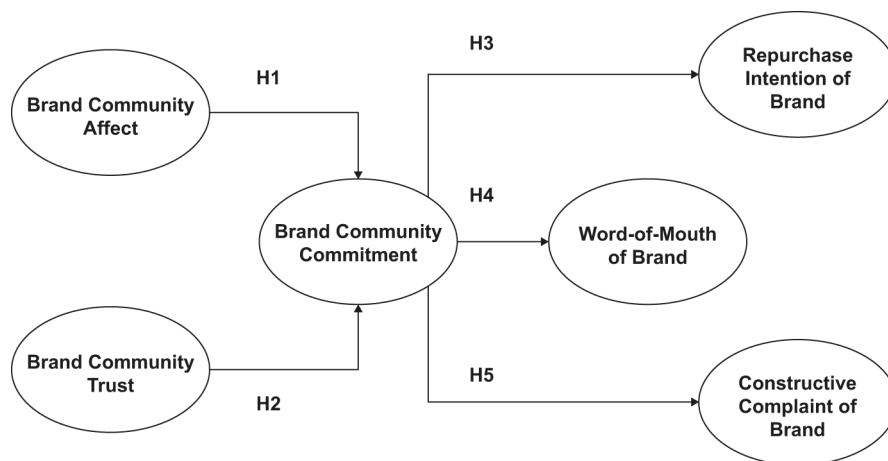 H1
H3
Repurchase
Intention of
Brand
Brand Community
Affect
H4
Brand Community
Commitment
Word-of-Mouth
of Brand
Brand Community
Trust
H2
H5
Constructive
Complaint of
Brand